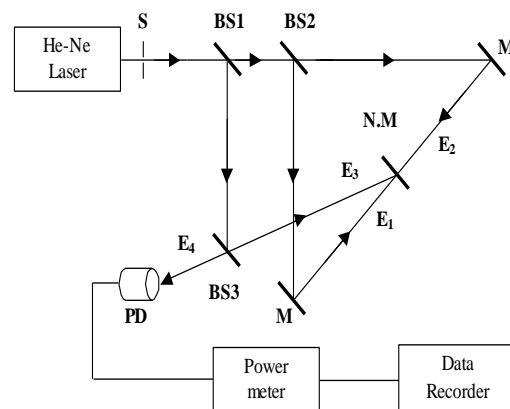 S
BS1
BS2
He-Ne
Laser
M
N.M
E2
E3
E1
E4
BS3
PD
M
Power
meter
Data
Recorder